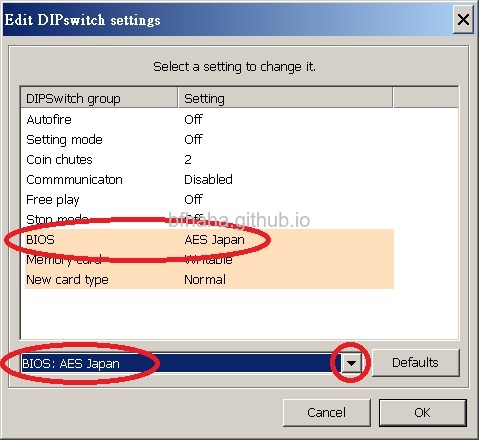 Edit DIPswitch settings
Select a setting to change it.
DIPSwitch group Setting
Autofire Off
Setting mode Off
Coin chutes 2
Commmunicaton Disabled
Free play Off
Stop mode Off
bfhaha.github.io
BIOS AES Japan
Memory card Writable
New card type Normal
BIOS: AES Japan Defaults
Cancel OK